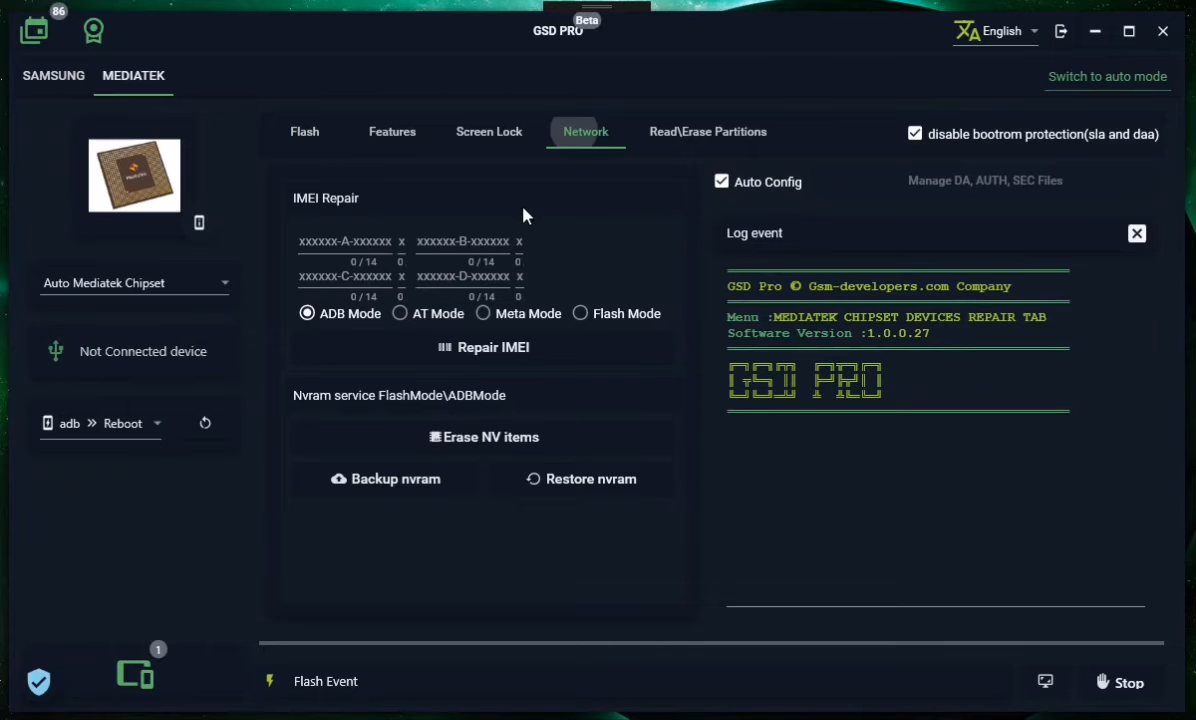 86
GSD PRO Beta
English
SAMSUNG MEDIATEK
Switch to auto mode
Flash Features Screen Lock Network Read\Erase Partitions
disable bootrom protection(sla and daa)
Auto Config
Manage DA, AUTH, SEC Files
Auto Mediatek Chipset
Not Connected device
adb » Reboot
IMEI Repair
xxxxxx-A-xxxxxx x xxxxxx-B-xxxxxx x
0 / 14 0 0 / 14 0
xxxxxx-C-xxxxxx x xxxxxx-D-xxxxxx x
0 / 14 0 0 / 14 0
ADB Mode AT Mode Meta Mode Flash Mode
Repair IMEI
Nvram service FlashMode\ADBMode
Erase NV items
Backup nvram Restore nvram
Log event
GSD Pro © Gsm-developers.com Company
Menu :MEDIATEK CHIPSET DEVICES REPAIR TAB
Software Version :1.0.0.27
GSD PRO
1
Flash Event
Stop